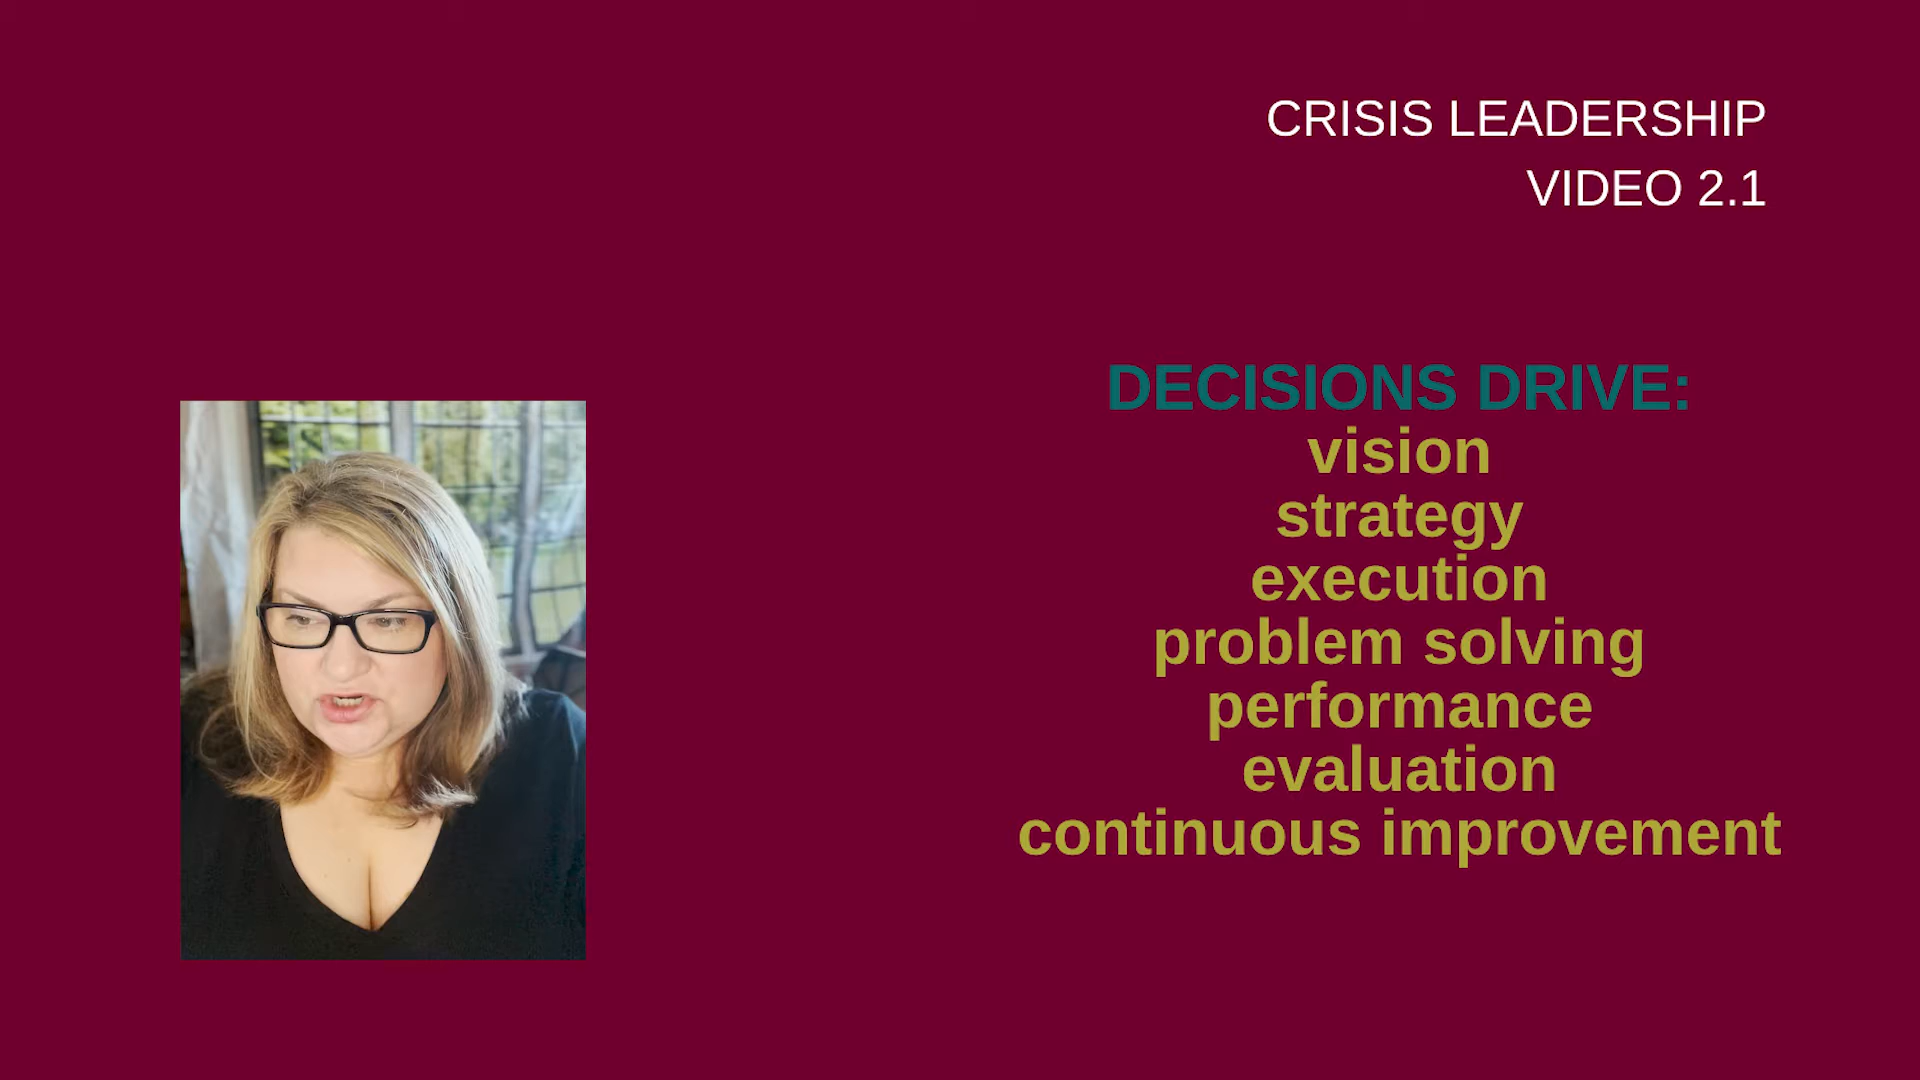 CRISIS LEADERSHIP
VIDEO 2.1
DECISIONS DRIVE:
vision
strategy
execution
problem solving
performance
evaluation
continuous improvement